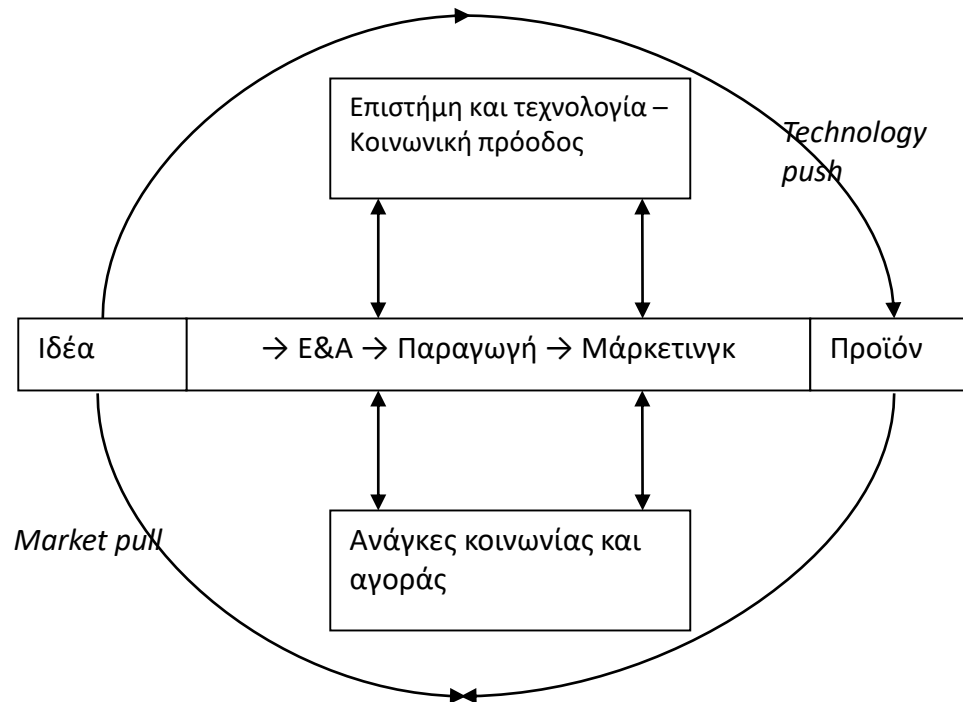 Επιστήμη και τεχνολογία –
Κοινωνική πρόοδος
Technology
push
Ιδέα
→ Ε&Α → Παραγωγή → Μάρκετινγκ
Προϊόν
Market pull
Ανάγκες κοινωνίας και
αγοράς